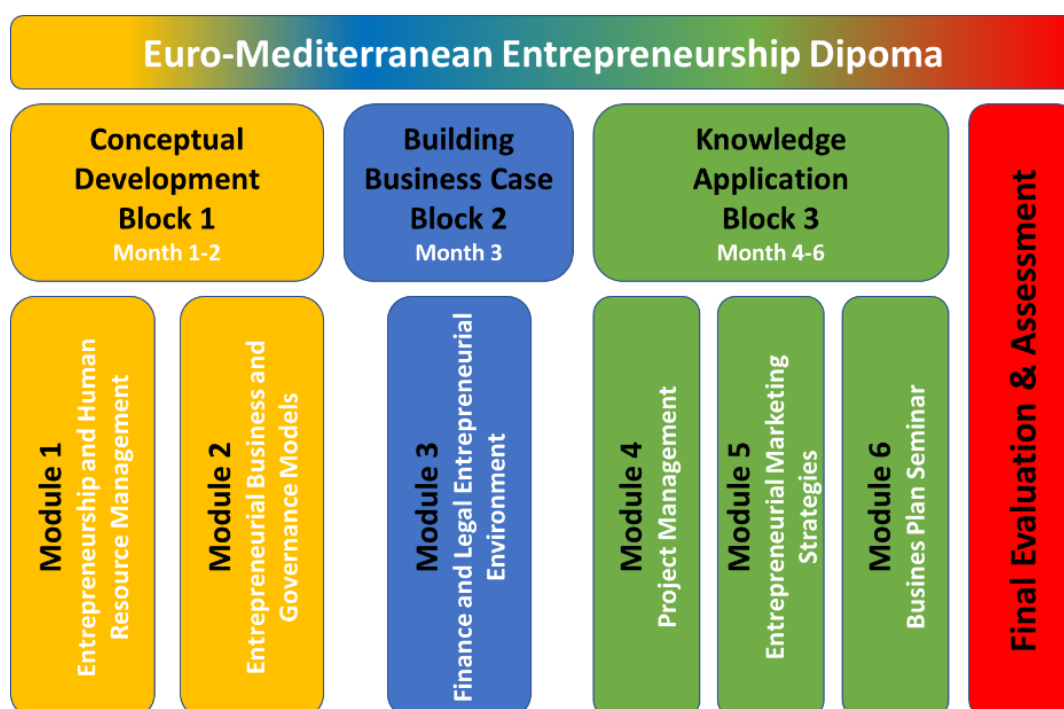 Euro-Mediterranean Entrepreneurship Dipoma
Conceptual
Development
Block 1
Month 1-2
Building
Business Case
Block 2
Month 3
Knowledge
Application
Block 3
Month 4-6
Module 1
Entrepreneurship and Human
Resource Management
Module 2
Entrepreneurial Business and
Governance Models
Module 3
Finance and Legal Entrepreneurial
Environment
Module 4
Project Management
Module 5
Entrepreneurial Marketing
Strategies
Module 6
Busines Plan Seminar
Final Evaluation & Assessment